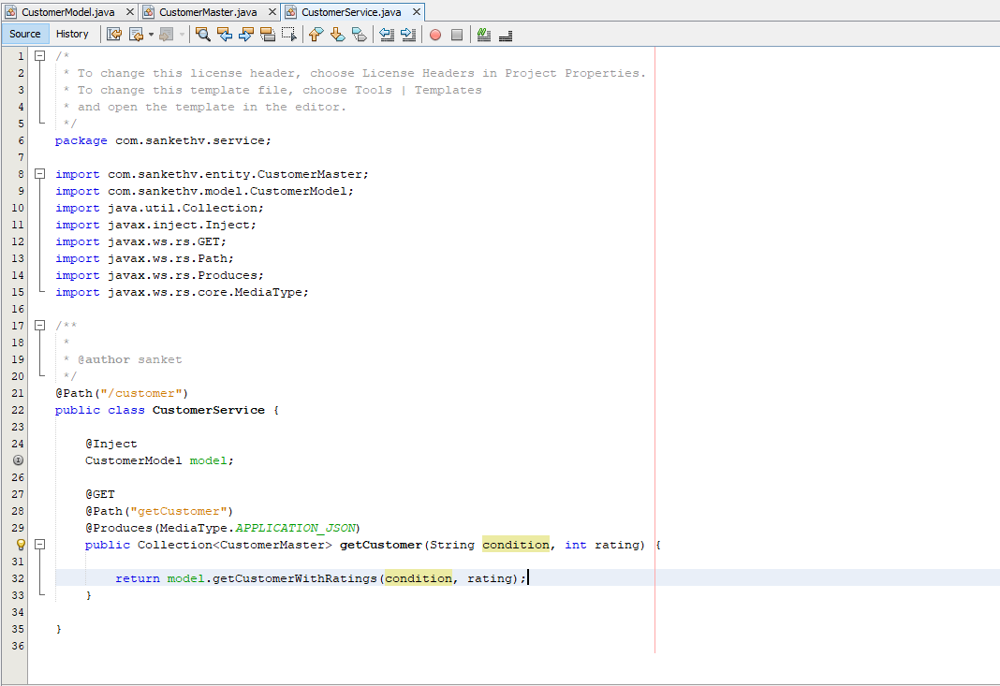 CustomerModel.java CustomerMaster.java CustomerService.java
Source History
1 /*
2 * To change this license header, choose License Headers in Project Properties.
3 * To change this template file, choose Tools | Templates
4 * and open the template in the editor.
5 */
6 package com.sankethv.service;
7
8 import com.sankethv.entity.CustomerMaster;
9 import com.sankethv.model.CustomerModel;
10 import java.util.Collection;
11 import javax.inject.Inject;
12 import javax.ws.rs.GET;
13 import javax.ws.rs.Path;
14 import javax.ws.rs.Produces;
15 import javax.ws.rs.core.MediaType;
16
17 /**
18 *
19 * @author sanket
20 */
21 @Path("/customer")
22 public class CustomerService {
23
24 @Inject
CustomerModel model;
26
27 @GET
28 @Path("getCustomer")
29 @Produces(MediaType.APPLICATION_JSON)
public Collection<CustomerMaster> getCustomer(String condition, int rating) {
31
32 return model.getCustomerWithRatings(condition, rating);
33 }
34
35 }
36